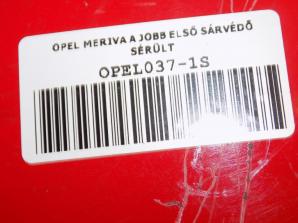 OPEL MERIVA A JOBB ELSŐ SÁRVÉDŐ
SÉRÜLT
OPEL037-1S